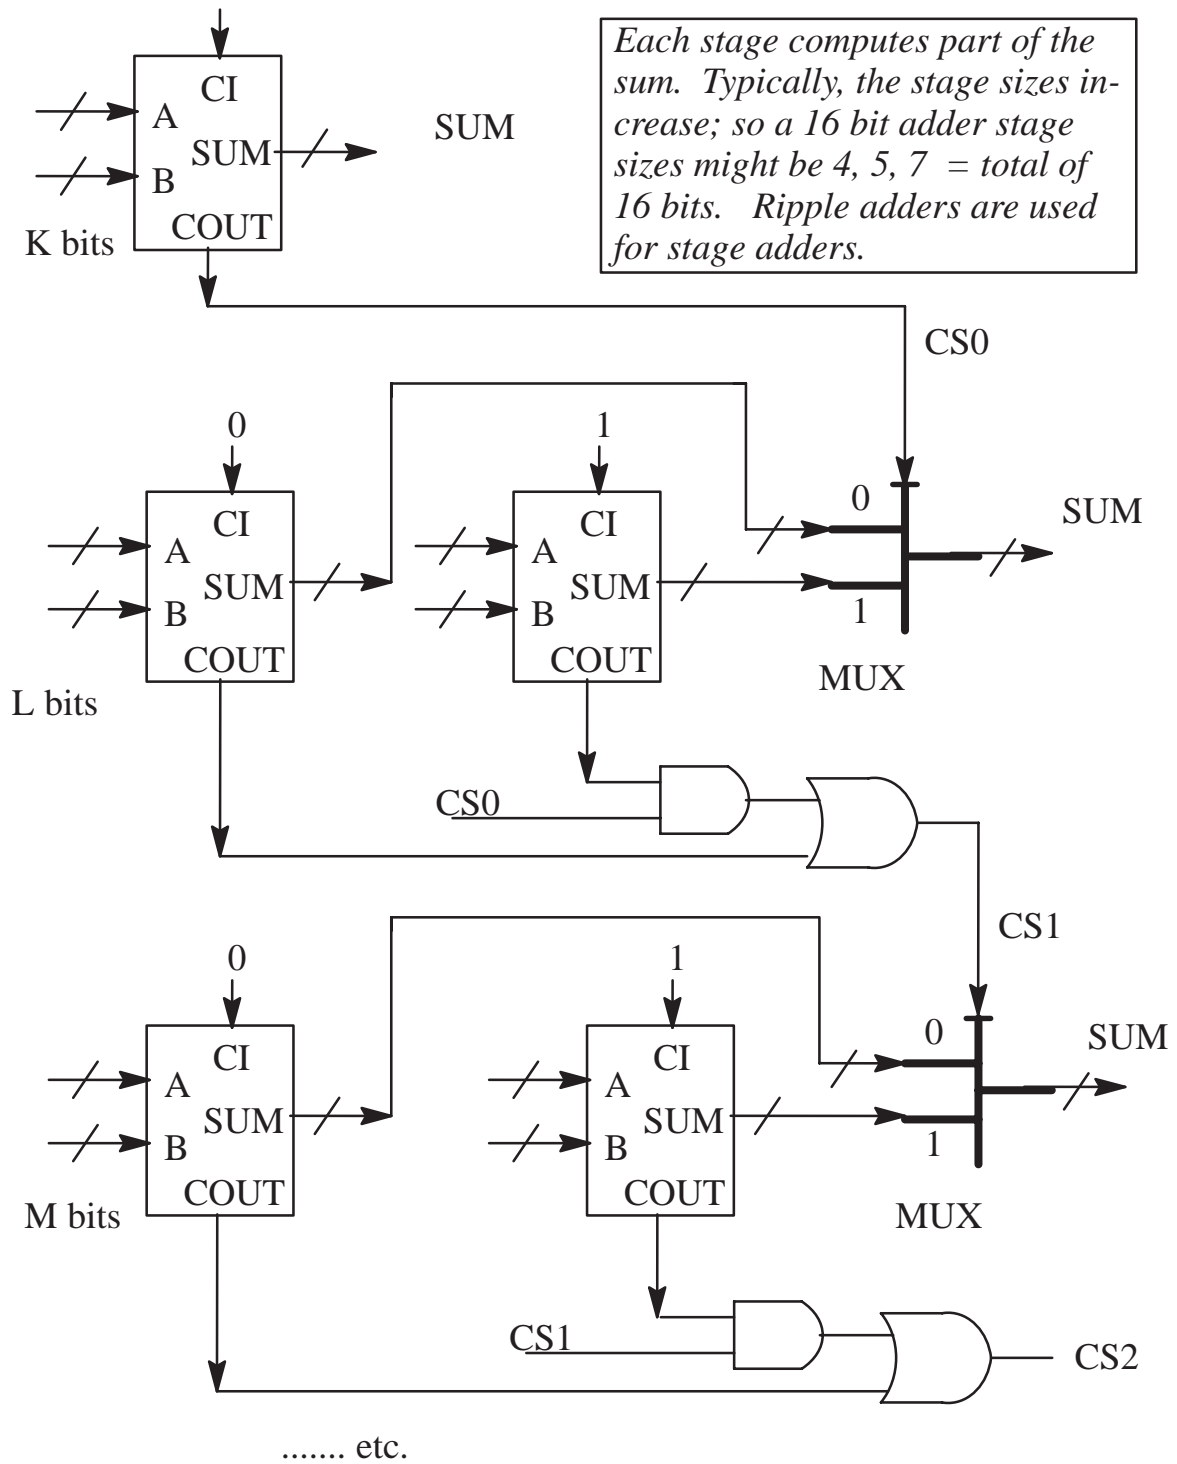 Each stage computes part of the
sum. Typically, the stage sizes in-
crease; so a 16 bit adder stage
sizes might be 4, 5, 7 = total of
16 bits. Ripple adders are used
for stage adders.
CI
A
SUM
B
COUT
SUM
K bits
CS0
0
1
CI
A
SUM
B
COUT
CI
A
SUM
B
COUT
0
1
SUM
MUX
L bits
CS0
CS1
0
1
CI
A
SUM
B
COUT
CI
A
SUM
B
COUT
0
1
SUM
MUX
M bits
CS1
CS2
....... etc.